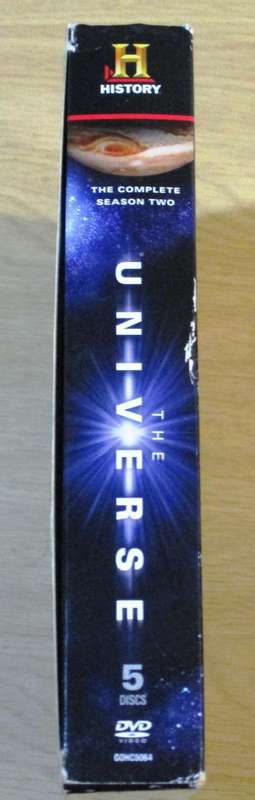 H
HISTORY
THE COMPLETE
SEASON TWO
THE
UNIVERSE
5
DISCS
DVD
VIDEO
GDHC5064